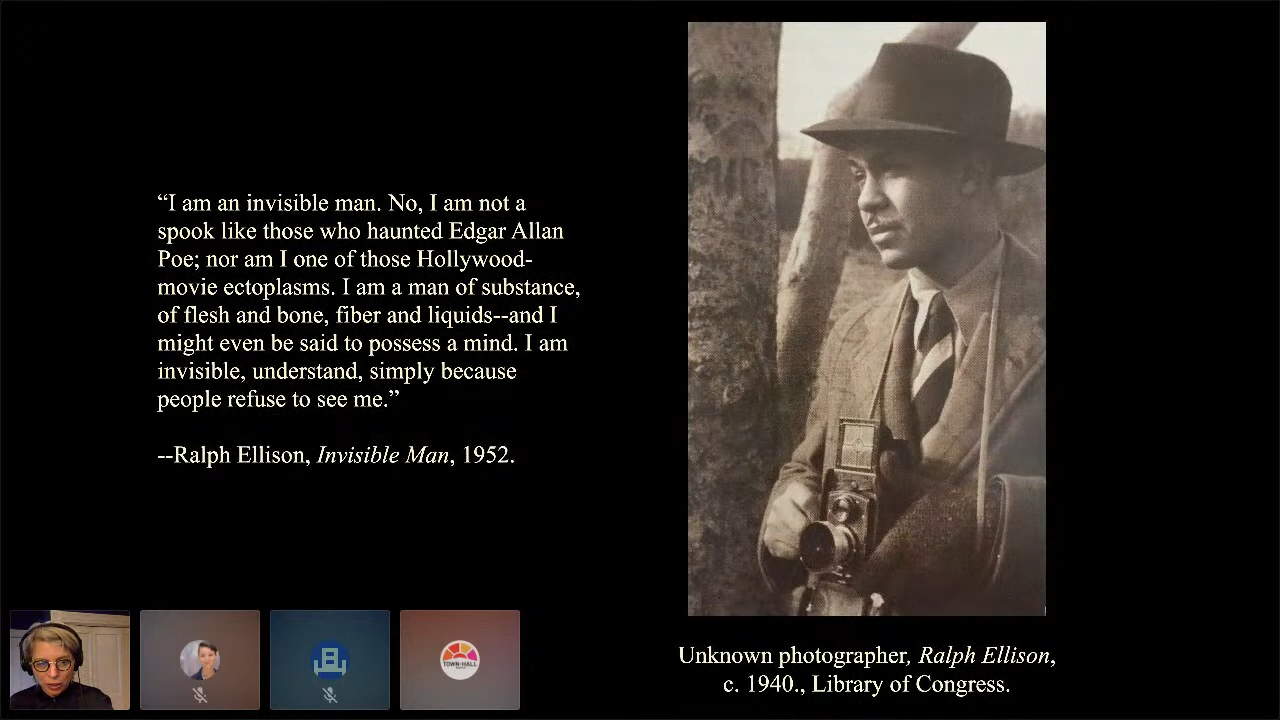 “I am an invisible man. No, I am not a
spook like those who haunted Edgar Allan
Poe; nor am I one of those Hollywood-
movie ectoplasms. I am a man of substance,
of flesh and bone, fiber and liquids--and I
might even be said to possess a mind. I am
invisible, understand, simply because
people refuse to see me.”
--Ralph Ellison, Invisible Man, 1952.
Unknown photographer, Ralph Ellison,
c. 1940., Library of Congress.
TOWN-HALL